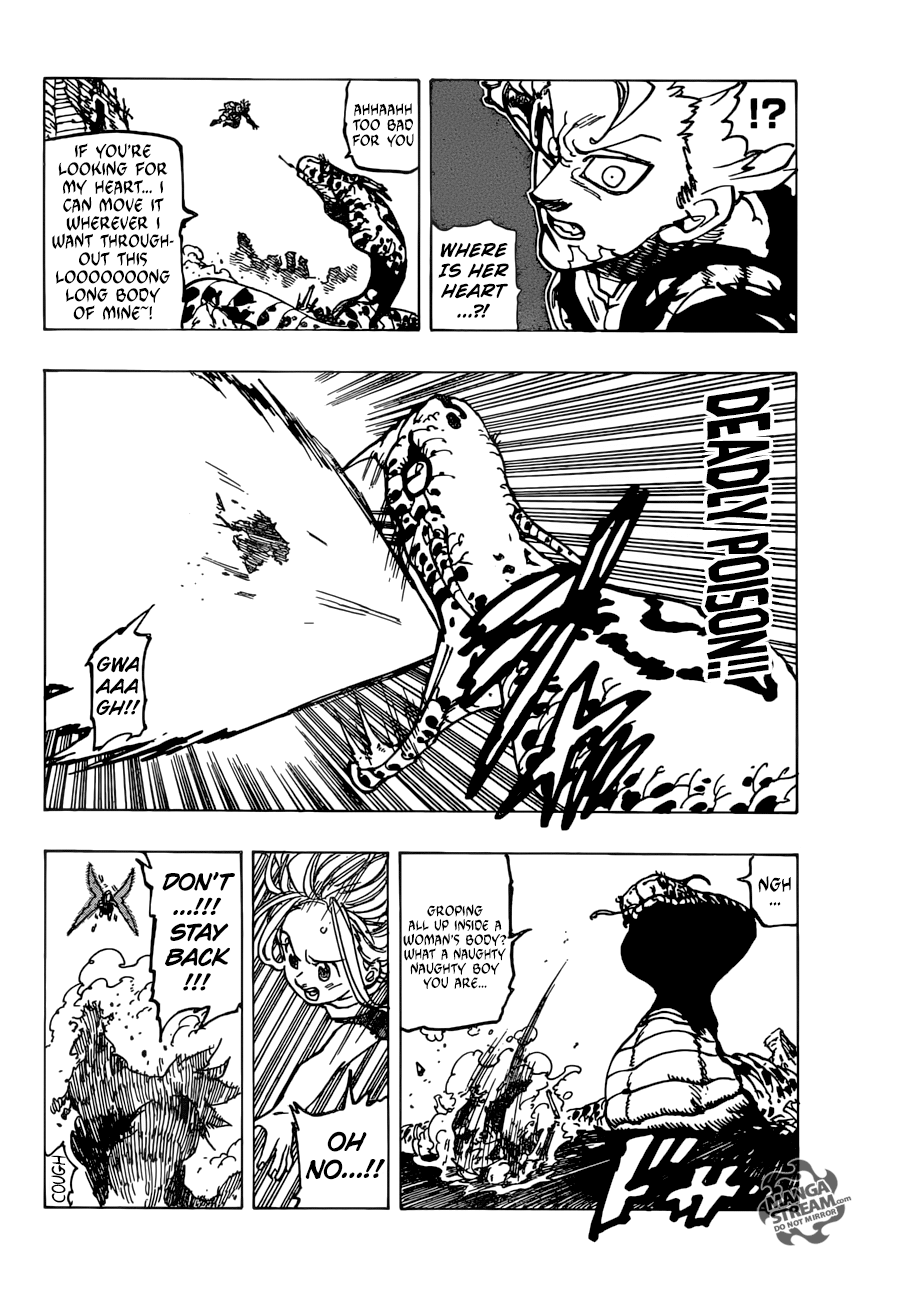 !?
WHERE
IS HER
HEART
...?!
AHHAAHH
TOO BAD
FOR YOU
IF YOU'RE
LOOKING FOR
MY HEART... I
CAN MOVE IT
WHEREVER I
WANT THROUGH-
OUT THIS
LOOOOOOONG
LONG BODY
OF MINE~!
DEADLY POISON!!
GWA
AAA
GH!!
NGH
...
GROPING
ALL UP INSIDE A
WOMAN'S BODY?
WHAT A NAUGHTY
NAUGHTY BOY
YOU ARE...
ドサ
OH
NO...!!
DON'T
...!!!
STAY
BACK
!!!
COUGH
MANGA
STREAM.com
DO NOT MIRROR